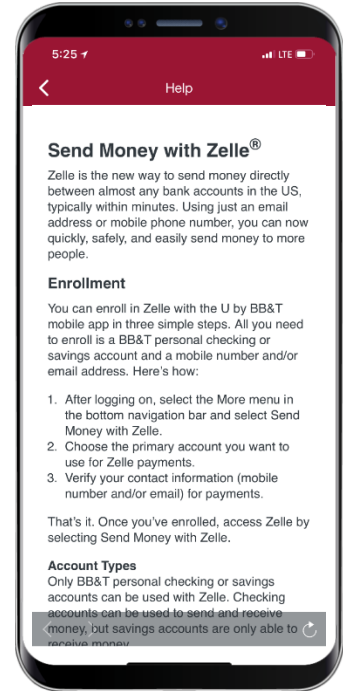 5:25
LTE
Help
Send Money with Zelle®
Zelle is the new way to send money directly
between almost any bank accounts in the US,
typically within minutes. Using just an email
address or mobile phone number, you can now
quickly, safely, and easily send money to more
people.
Enrollment
You can enroll in Zelle with the U by BB&T
mobile app in three simple steps. All you need
to enroll is a BB&T personal checking or
savings account and a mobile number and/or
email address. Here's how:
1. After logging on, select the More menu in
the bottom navigation bar and select Send
Money with Zelle.
2. Choose the primary account you want to
use for Zelle payments.
3. Verify your contact information (mobile
number and/or email) for payments.
That's it. Once you've enrolled, access Zelle by
selecting Send Money with Zelle.
Account Types
Only BB&T personal checking or savings
accounts can be used with Zelle. Checking
accounts can be used to send and receive
money, but savings accounts are only able to
receive money